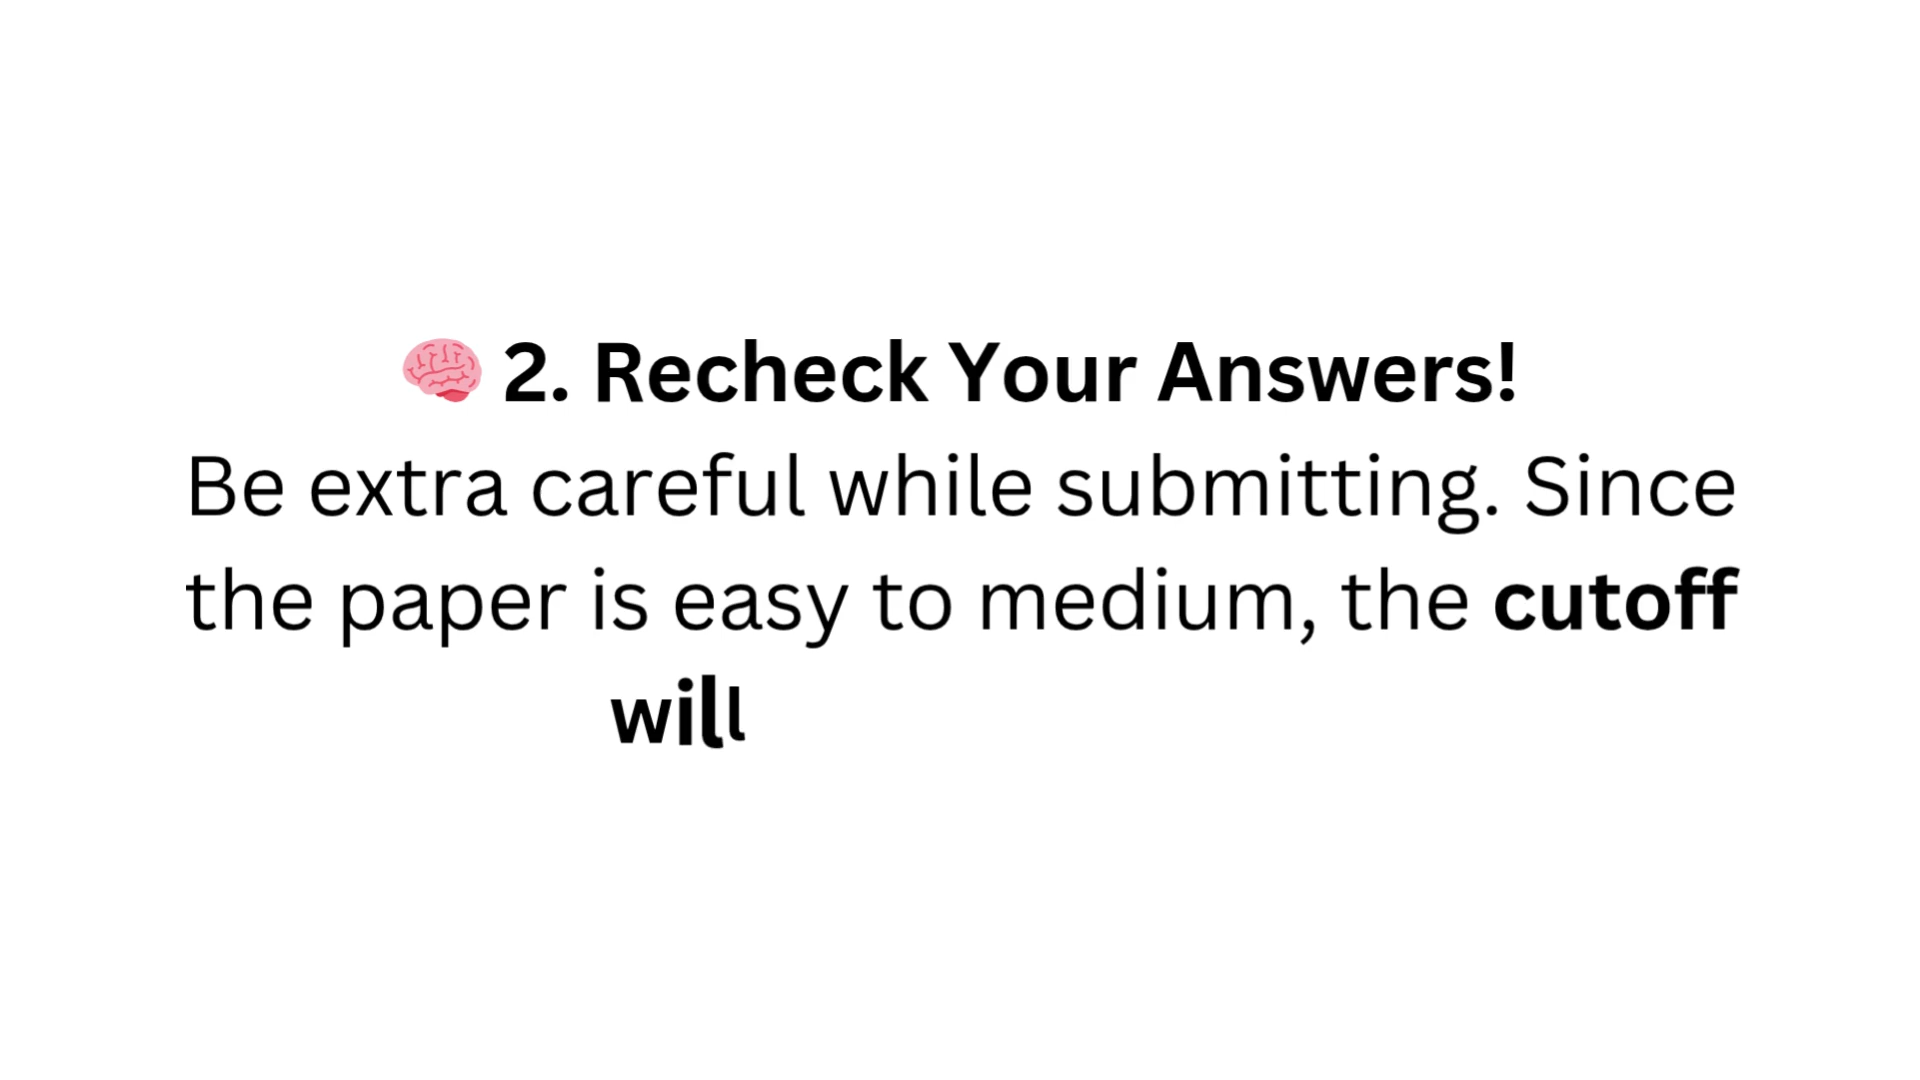 🧠 2. Recheck Your Answers!
Be extra careful while submitting. Since
the paper is easy to medium, the cutoff
will